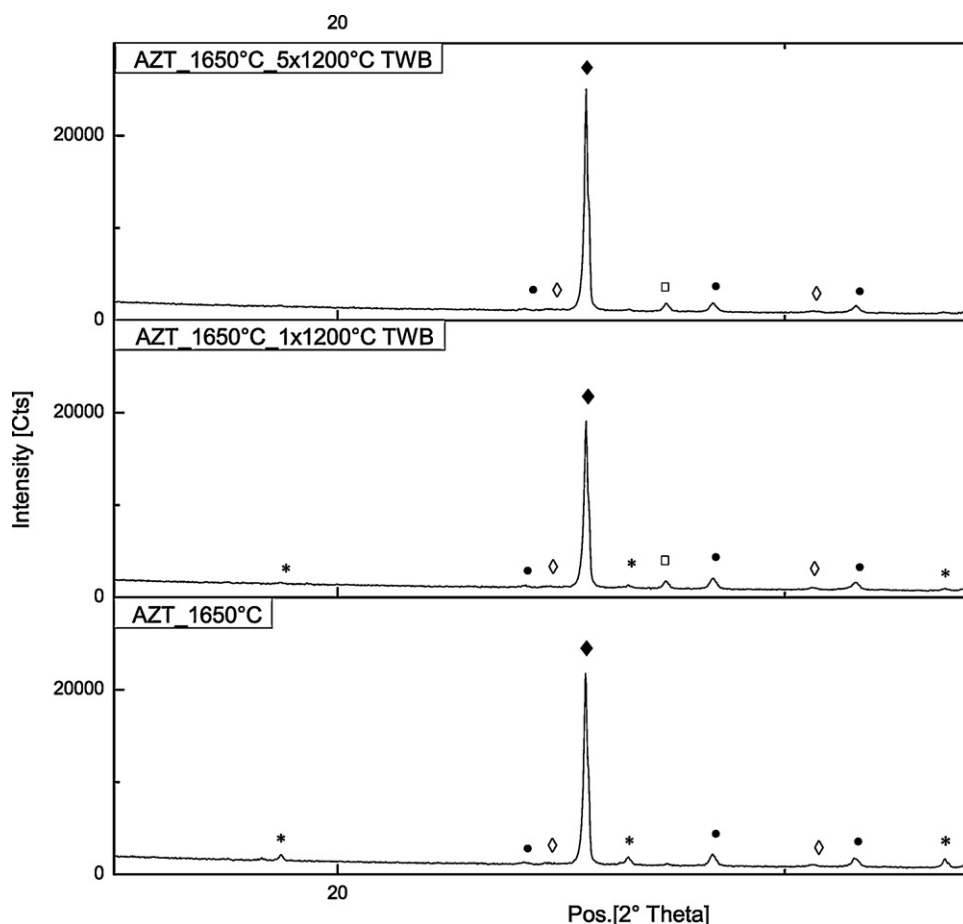 20
AZT_1650°C_5x1200°C TWB
20000
0
AZT_1650°C_1x1200°C TWB
20000
Intensity [Cts]
0
AZT_1650°C
20000
0
20
Pos.[2° Theta]